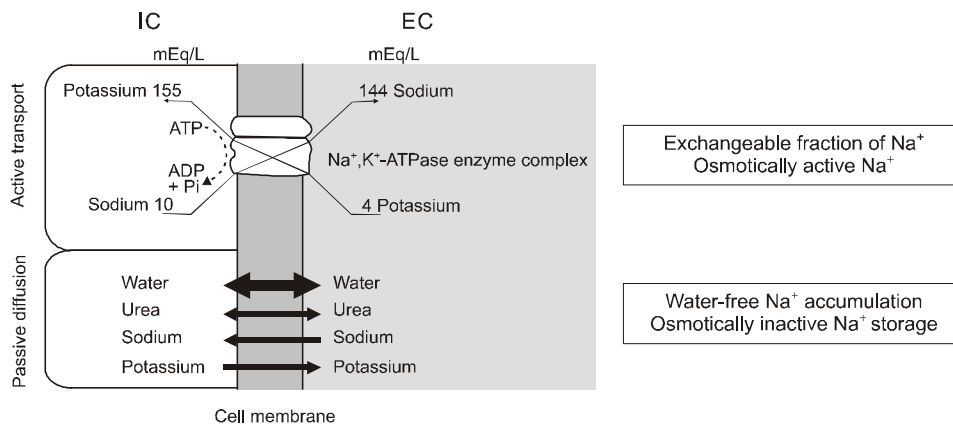 IC
EC
mEq/L
mEq/L
Active transport
Potassium 155
144 Sodium
ATP
Na⁺,K⁺-ATPase enzyme complex
ADP
+ Pi
Sodium 10
4 Potassium
Exchangeable fraction of Na⁺
Osmotically active Na⁺
Passive diffusion
Water
Water
Urea
Urea
Sodium
Sodium
Potassium
Potassium
Water-free Na⁺ accumulation
Osmotically inactive Na⁺ storage
Cell membrane